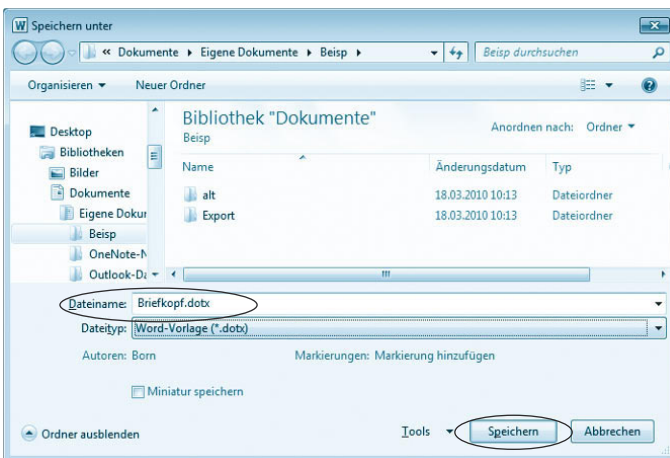 Speichern unter
« Dokumente ▸ Eigene Dokumente ▸ Beisp ▸ Beisp durchsuchen
Organisieren Neuer Ordner
Desktop
Bibliotheken
Bilder
Dokumente
Eigene Dokur
Beisp
OneNote-N
Outlook-Da
Bibliothek "Dokumente"
Beisp
Anordnen nach: Ordner
Name Änderungsdatum Typ
alt 18.03.2010 10:13 Dateiordner
Export 18.03.2010 10:13 Dateiordner
Dateiname: Briefkopf.dotx
Dateityp: Word-Vorlage (*.dotx)
Autoren: Born Markierungen: Markierung hinzufügen
Miniatur speichern
Ordner ausblenden Tools Speichern Abbrechen